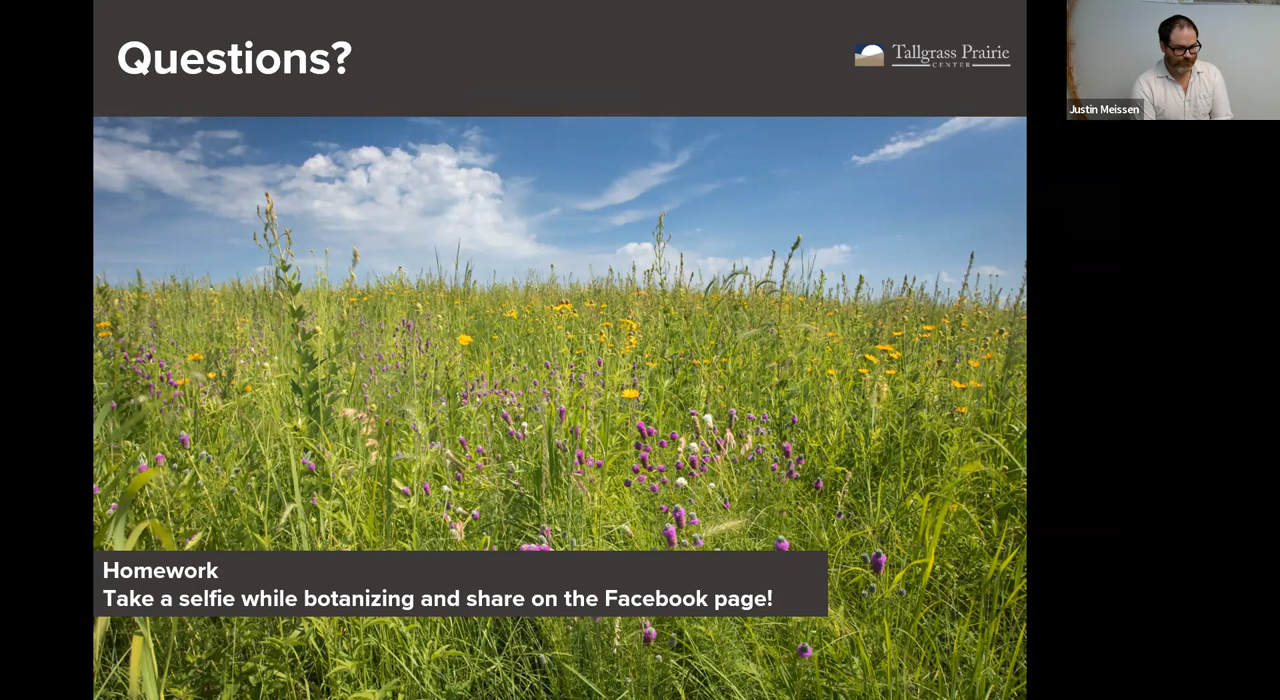 Questions?
Tallgrass Prairie
CENTER
Justin Meissen
Homework
Take a selfie while botanizing and share on the Facebook page!